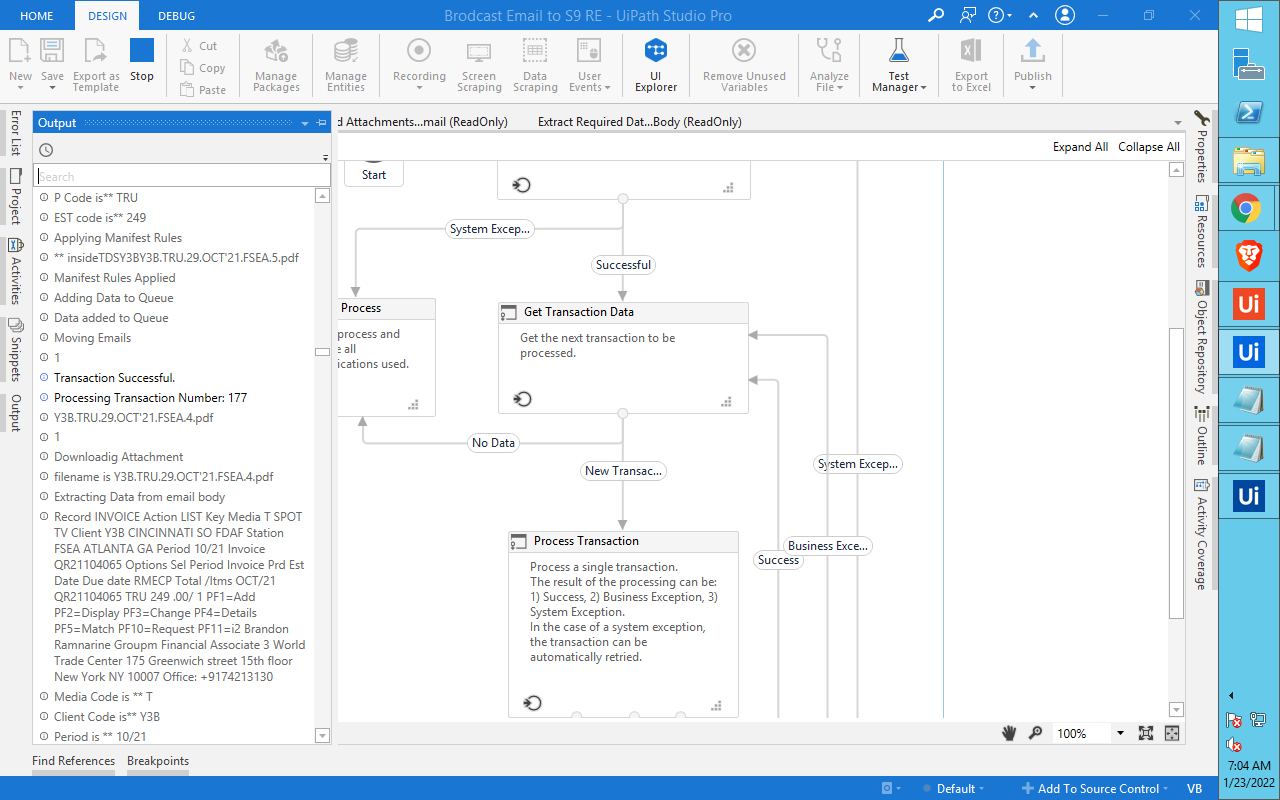 HOME
DESIGN
DEBUG
Brodcast Email to S9 RE - UiPath Studio Pro
New
Save
Export as
Template
Stop
Cut
Copy
Paste
Manage
Packages
Manage
Entities
Recording
Screen
Scraping
Data
Scraping
User
Events
UI
Explorer
Remove Unused
Variables
Analyze
File
Test
Manager
Export
to Excel
Publish
Error List
Project
Activities
Snippets
Output
Output
Search
P Code is** TRU
EST code is** 249
Applying Manifest Rules
** insideTDSY3BY3B.TRU.29.OCT'21.FSEA.5.pdf
Manifest Rules Applied
Adding Data to Queue
Data added to Queue
Moving Emails
1
Transaction Successful.
Processing Transaction Number: 177
Y3B.TRU.29.OCT'21.FSEA.4.pdf
1
Downloadig Attachment
filename is Y3B.TRU.29.OCT'21.FSEA.4.pdf
Extracting Data from email body
Record INVOICE Action LIST Key Media T SPOT
TV Client Y3B CINCINNATI SO FDAF Station
FSEA ATLANTA GA Period 10/21 Invoice
QR21104065 Options Sel Period Invoice Prd Est
Date Due date RMECP Total /Itms OCT/21
QR21104065 TRU 249 .00/ 1 PF1=Add
PF2=Display PF3=Change PF4=Details
PF5=Match PF10=Request PF11=i2 Brandon
Ramnarine Groupm Financial Associate 3 World
Trade Center 175 Greenwich street 15th floor
New York NY 10007 Office: +9174213130
Media Code is ** T
Client Code is** Y3B
Period is ** 10/21
Find References
Breakpoints
d Attachments...mail (ReadOnly)
Extract Required Dat...Body (ReadOnly)
Expand All
Collapse All
Start
System Excep...
Successful
Process
process and
e all
ications used.
Get Transaction Data
Get the next transaction to be
processed.
No Data
New Transac...
System Excep...
Business Exce...
Success
Process Transaction
Process a single transaction.
The result of the processing can be:
1) Success, 2) Business Exception, 3)
System Exception.
In the case of a system exception,
the transaction can be
automatically retried.
100%
Properties
Resources
Object Repository
Outline
Activity Coverage
Default
Add To Source Control
VB
Ui
Ui
Ui
7:04 AM
1/23/2022